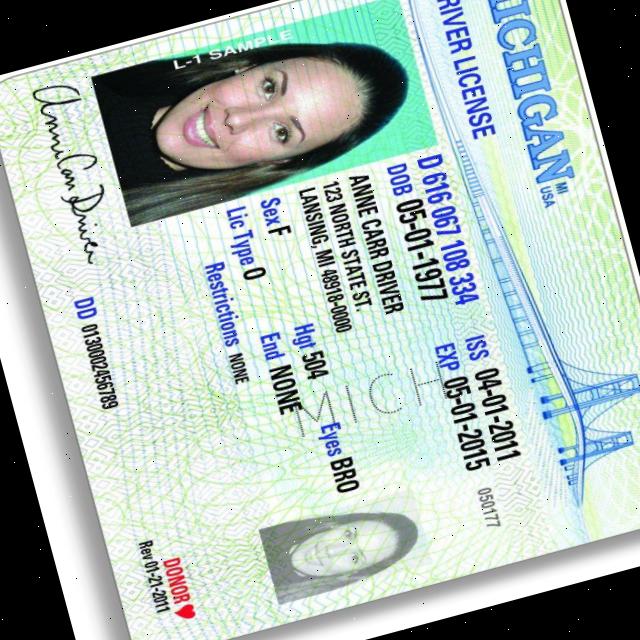 MICHIGAN MI
USA
DRIVER LICENSE
L-1 SAMPLE
D 616 067 108 334 ISS 04-01-2011
DOB 05-01-1977 EXP 05-01-2015
050177
ANNE CARR DRIVER
123 NORTH STATE ST.
LANSING, MI 48918-0000
MICH
Sex F Hgt 504 Eyes BRO
Lic Type O End NONE
Restrictions NONE
Anne Carr Driver
DD 0130002456789
DONOR
Rev 01-21-2011